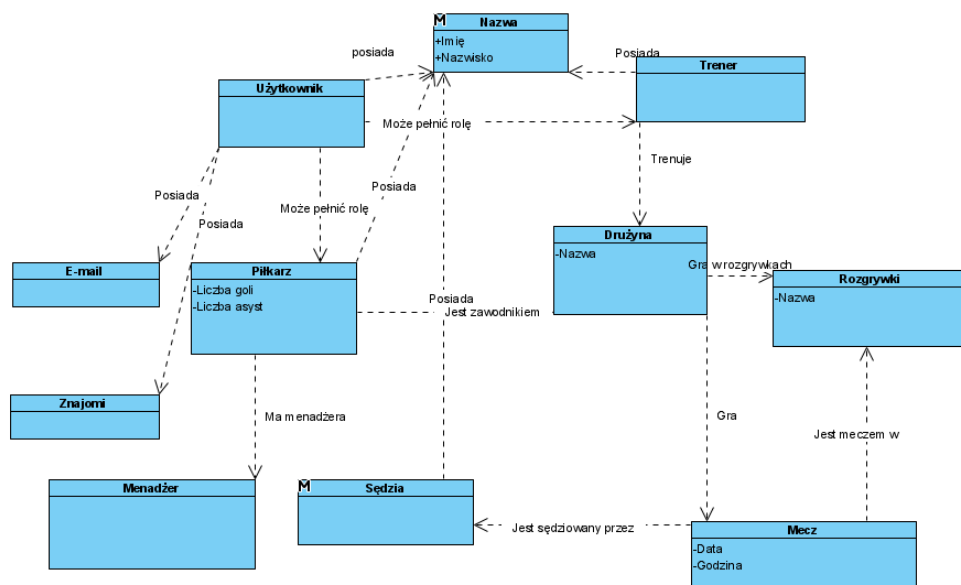 M
Nazwa
+Imię
+Nazwisko
posiada
Posiada
Trener
Użytkownik
Może pełnić rolę
Trenuje
Posiada
Posiada
Posiada
Może pełnić rolę
Drużyna
-Nazwa
E-mail
Piłkarz
-Liczba goli
-Liczba asyst
Gra w rozgrywkach
Rozgrywki
-Nazwa
Posiada
Jest zawodnikiem
Znajomi
Ma menadżera
Gra
Jest meczem w
Menadżer
M
Sędzia
Jest sędziowany przez
Mecz
-Data
-Godzina